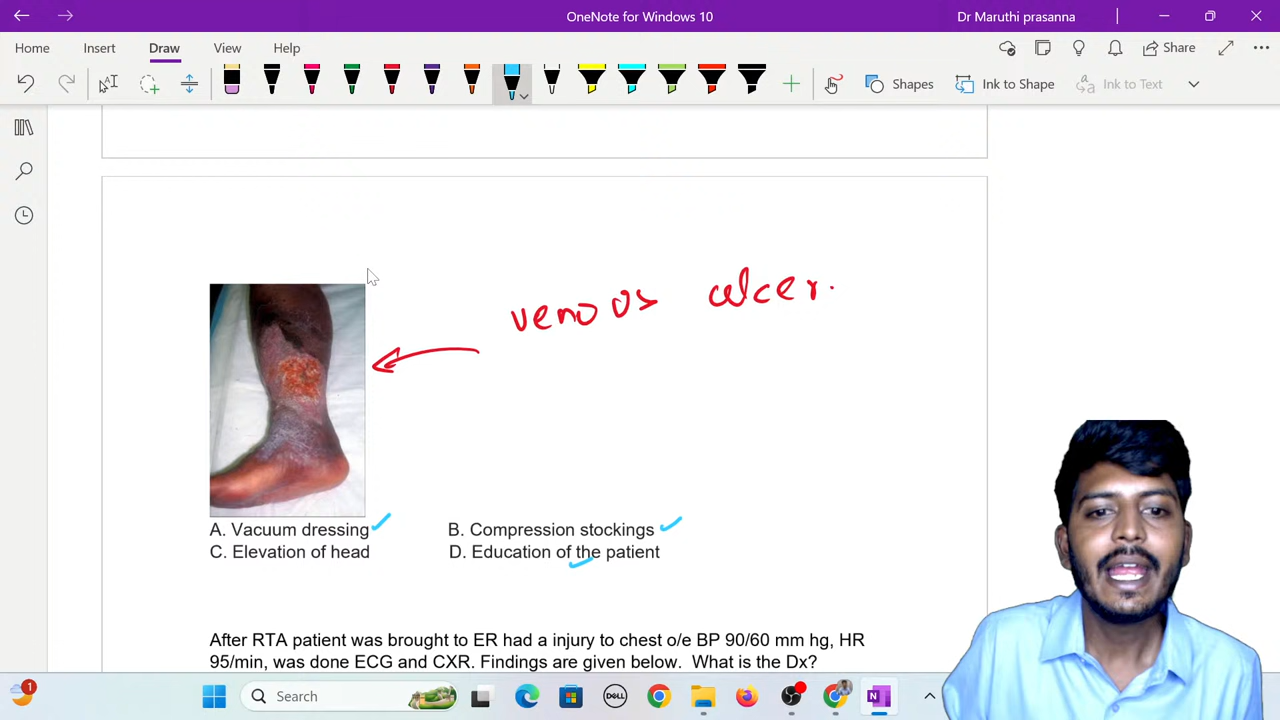 OneNote for Windows 10
Dr Maruthi prasanna
Home Insert Draw View Help
Share
Shapes
Ink to Shape
Ink to Text
venous ulcer.
A. Vacuum dressing B. Compression stockings
C. Elevation of head D. Education of the patient
After RTA patient was brought to ER had a injury to chest o/e BP 90/60 mm hg, HR
95/min, was done ECG and CXR. Findings are given below. What is the Dx?
1
Search
DELL